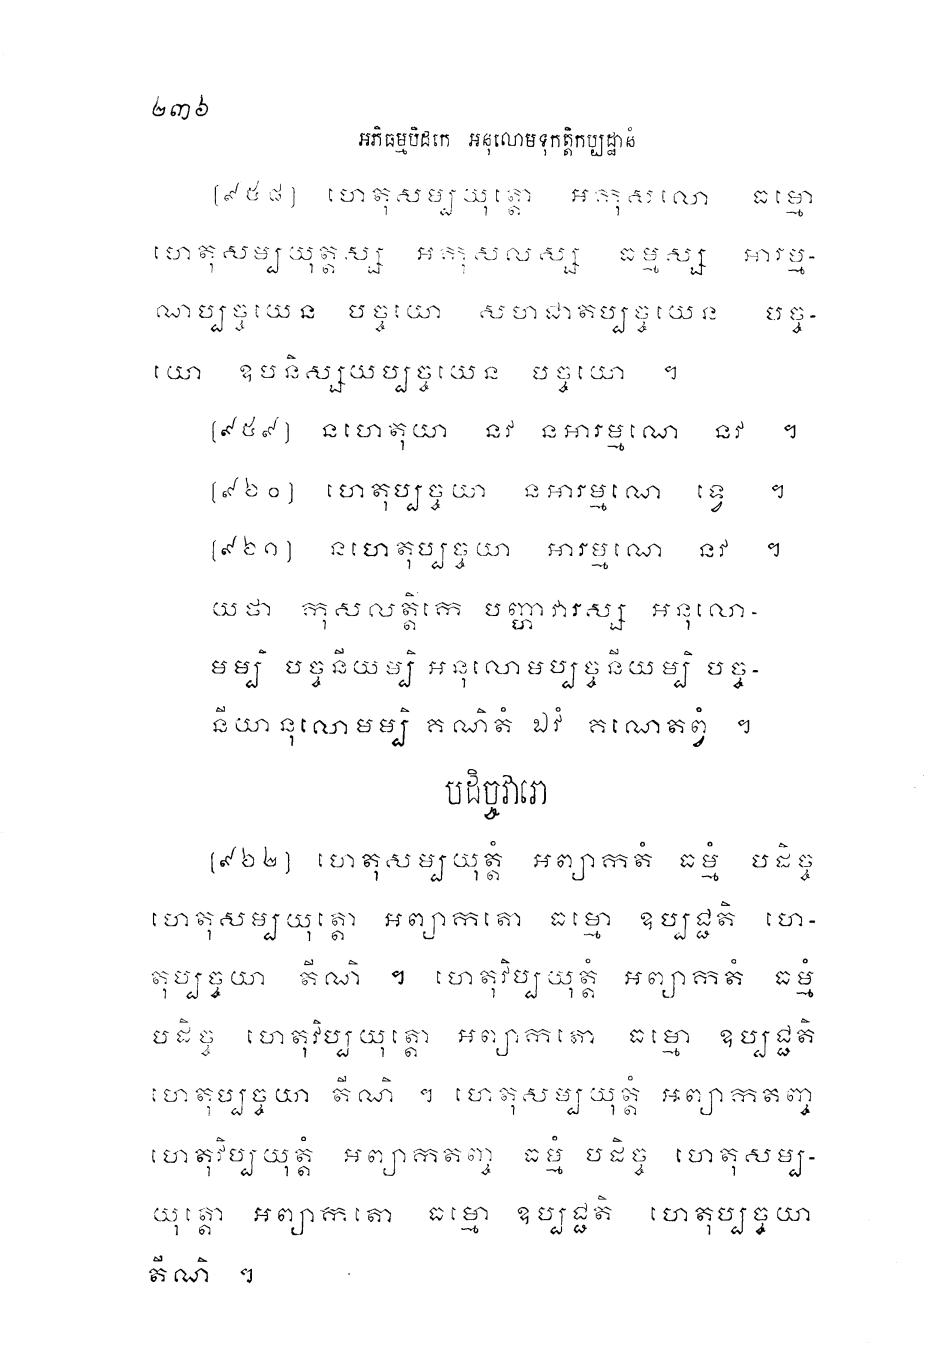 ២៣៦
អភិធម្មបិដកេ អនុលោមទុកត្តិកប្បដ្ឋានំ
[៩៥៨] ហេតុសម្បយុត្តោ អកុសលោ ធម្មោ
ហេតុសម្បយុត្តស្ស អកុសលស្ស ធម្មស្ស អារម្ម-
ណប្បច្ចយេន បច្ចយោ សហជាតប្បច្ចយេន បច្ច-
យោ ឧបនិស្សយប្បច្ចយេន បច្ចយោ ។
[៩៥៩] នហេតុយា នវ នអារម្មណេ នវ ។
[៩៦០] ហេតុប្បច្ចយា នអារម្មណេ ទ្វេ ។
[៩៦១] នហេតុប្បច្ចយា អារម្មណេ នវ ។
យថា កុសលត្តិកេ បញ្ហាវារស្ស អនុលោ-
មម្បិ បច្ចនីយម្បិ អនុលោមប្បច្ចនីយម្បិ បច្ច-
នីយានុលោមម្បិ គណិតំ ឯវំ គណេតព្វំ ។
បដិច្ចវារោ
[៩៦២] ហេតុសម្បយុត្តំ អព្យាកតំ ធម្មំ បដិច្ច
ហេតុសម្បយុត្តោ អព្យាកតោ ធម្មោ ឧប្បជ្ជតិ ហេ-
តុប្បច្ចយា តីណិ ។ ហេតុវិប្បយុត្តំ អព្យាកតំ ធម្មំ
បដិច្ច ហេតុវិប្បយុត្តោ អព្យាកតោ ធម្មោ ឧប្បជ្ជតិ
ហេតុប្បច្ចយា តីណិ ។ ហេតុសម្បយុត្តំ អព្យាកតញ្ច
ហេតុវិប្បយុត្តំ អព្យាកតញ្ច ធម្មំ បដិច្ច ហេតុសម្ប-
យុត្តោ អព្យាកតោ ធម្មោ ឧប្បជ្ជតិ ហេតុប្បច្ចយា
តីណិ ។